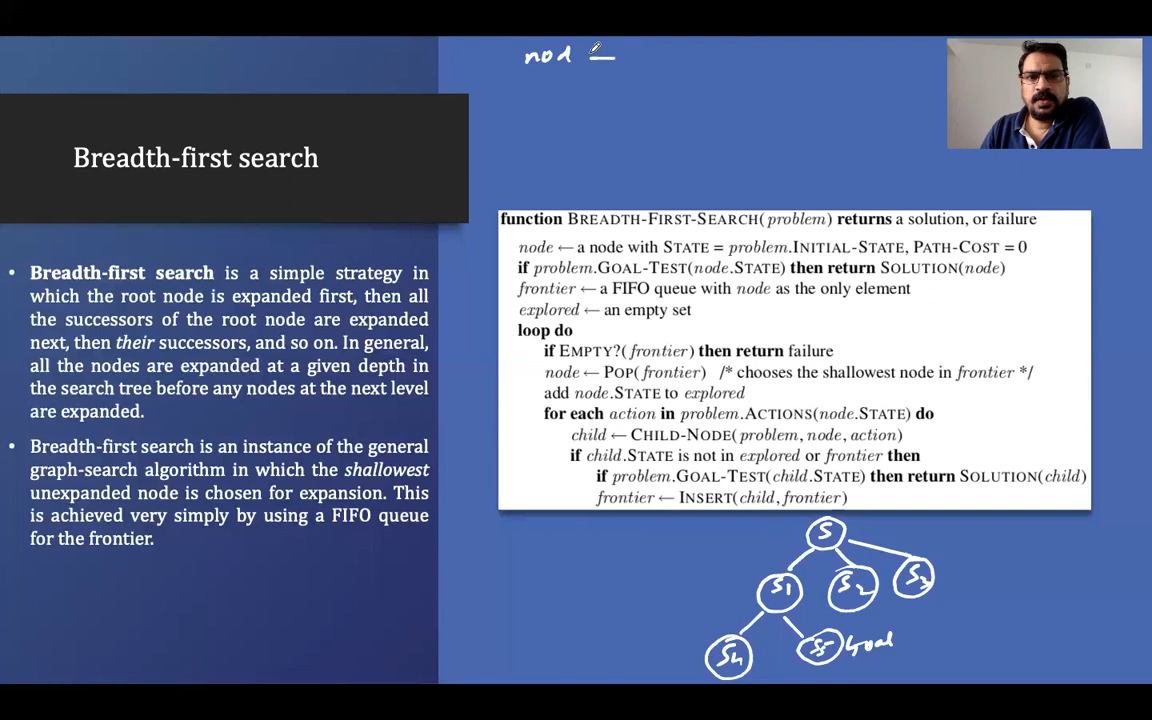 nod =
Breadth-first search
• Breadth-first search is a simple strategy in
which the root node is expanded first, then all
the successors of the root node are expanded
next, then their successors, and so on. In general,
all the nodes are expanded at a given depth in
the search tree before any nodes at the next level
are expanded.
• Breadth-first search is an instance of the general
graph-search algorithm in which the shallowest
unexpanded node is chosen for expansion. This
is achieved very simply by using a FIFO queue
for the frontier.
function BREADTH-FIRST-SEARCH(problem) returns a solution, or failure
node ← a node with STATE = problem.INITIAL-STATE, PATH-COST = 0
if problem.GOAL-TEST(node.STATE) then return SOLUTION(node)
frontier ← a FIFO queue with node as the only element
explored ← an empty set
loop do
if EMPTY?(frontier) then return failure
node ← POP(frontier) /* chooses the shallowest node in frontier */
add node.STATE to explored
for each action in problem.ACTIONS(node.STATE) do
child ← CHILD-NODE(problem, node, action)
if child.STATE is not in explored or frontier then
if problem.GOAL-TEST(child.STATE) then return SOLUTION(child)
frontier ← INSERT(child, frontier)
S
S1 S2 S3
S4 S5 Goal